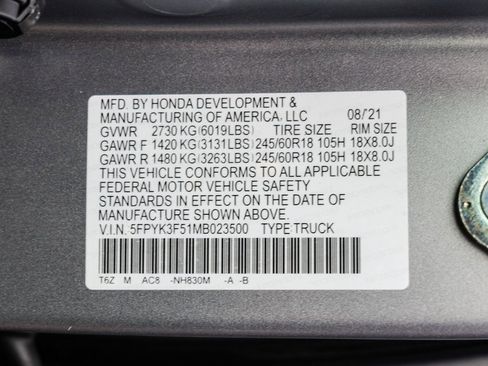 MFD. BY HONDA DEVELOPMENT &
MANUFACTURING OF AMERICA, LLC 08/'21
GVWR 2730 KG(6019LBS) TIRE SIZE RIM SIZE
GAWR F 1420 KG(3131LBS)245/60R18 105H 18X8.0J
GAWR R 1480 KG(3263LBS)245/60R18 105H 18X8.0J
THIS VEHICLE CONFORMS TO ALL APPLICABLE
FEDERAL MOTOR VEHICLE SAFETY
STANDARDS IN EFFECT ON THE DATE OF
MANUFACTURE SHOWN ABOVE.
V.I.N. 5FPYK3F51MB023500 TYPE TRUCK
T6Z M AC8 -NH830M -A -B